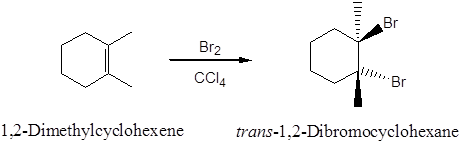 Br
Br2
Br
CCl4
1,2-Dimethylcyclohexene
trans-1,2-Dibromocyclohexane